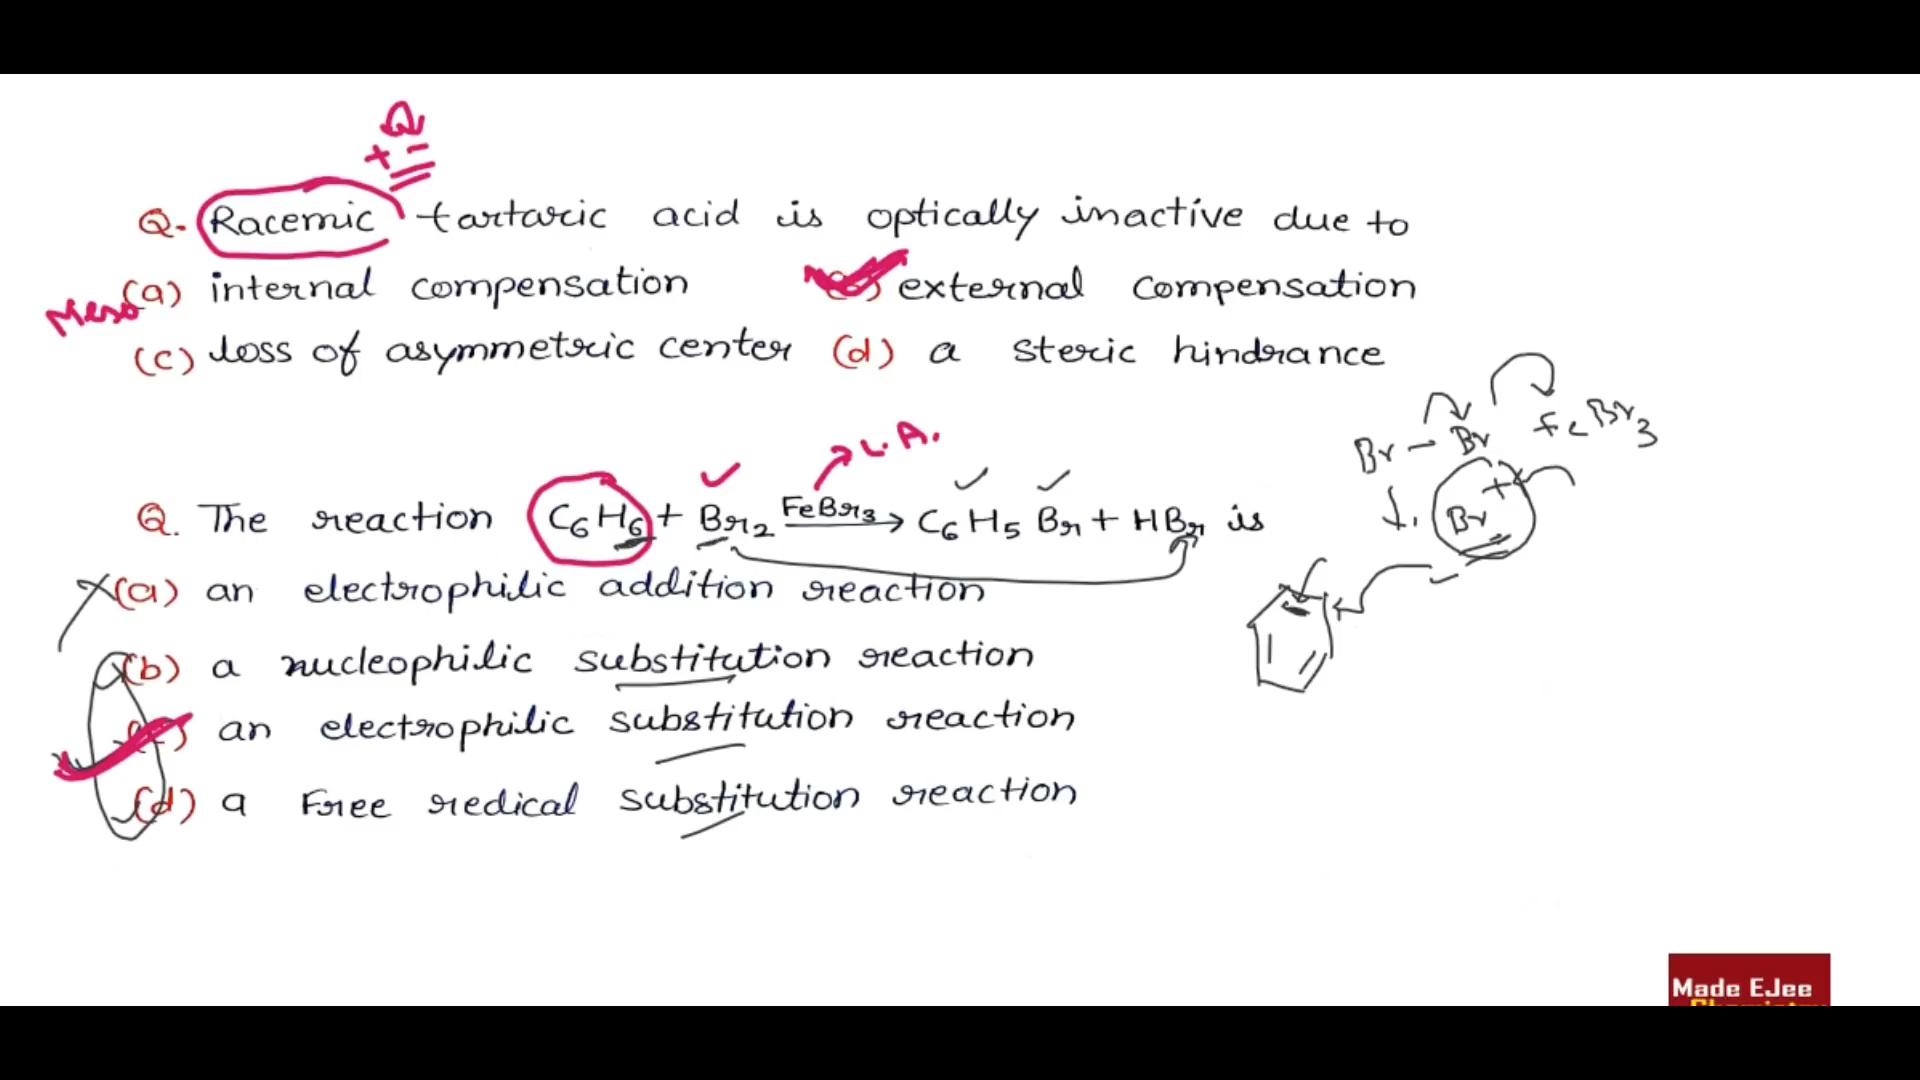 + -
Q. Racemic tartaric acid is optically inactive due to
(a) internal compensation external compensation
Meso
(c) loss of asymmetric center (d) a steric hindrance
Br - Br FeBr3
L.A.
Br +
Q. The reaction C6H6 + Br2 FeBr3 → C6H5 Br + HBr is
(a) an electrophilic addition reaction
(b) a nucleophilic substitution reaction
an electrophilic substitution reaction
(d) a Free redical substitution reaction
Made EJee